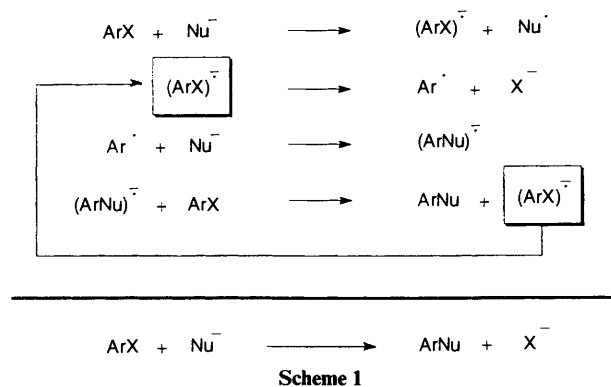 ArX + Nu⁻ ⟶ (ArX)⨪ + Nu·
(ArX)⨪ ⟶ Ar· + X⁻
Ar· + Nu⁻ ⟶ (ArNu)⨪
(ArNu)⨪ + ArX ⟶ ArNu + (ArX)⨪
ArX + Nu⁻ ⟶ ArNu + X⁻
Scheme 1